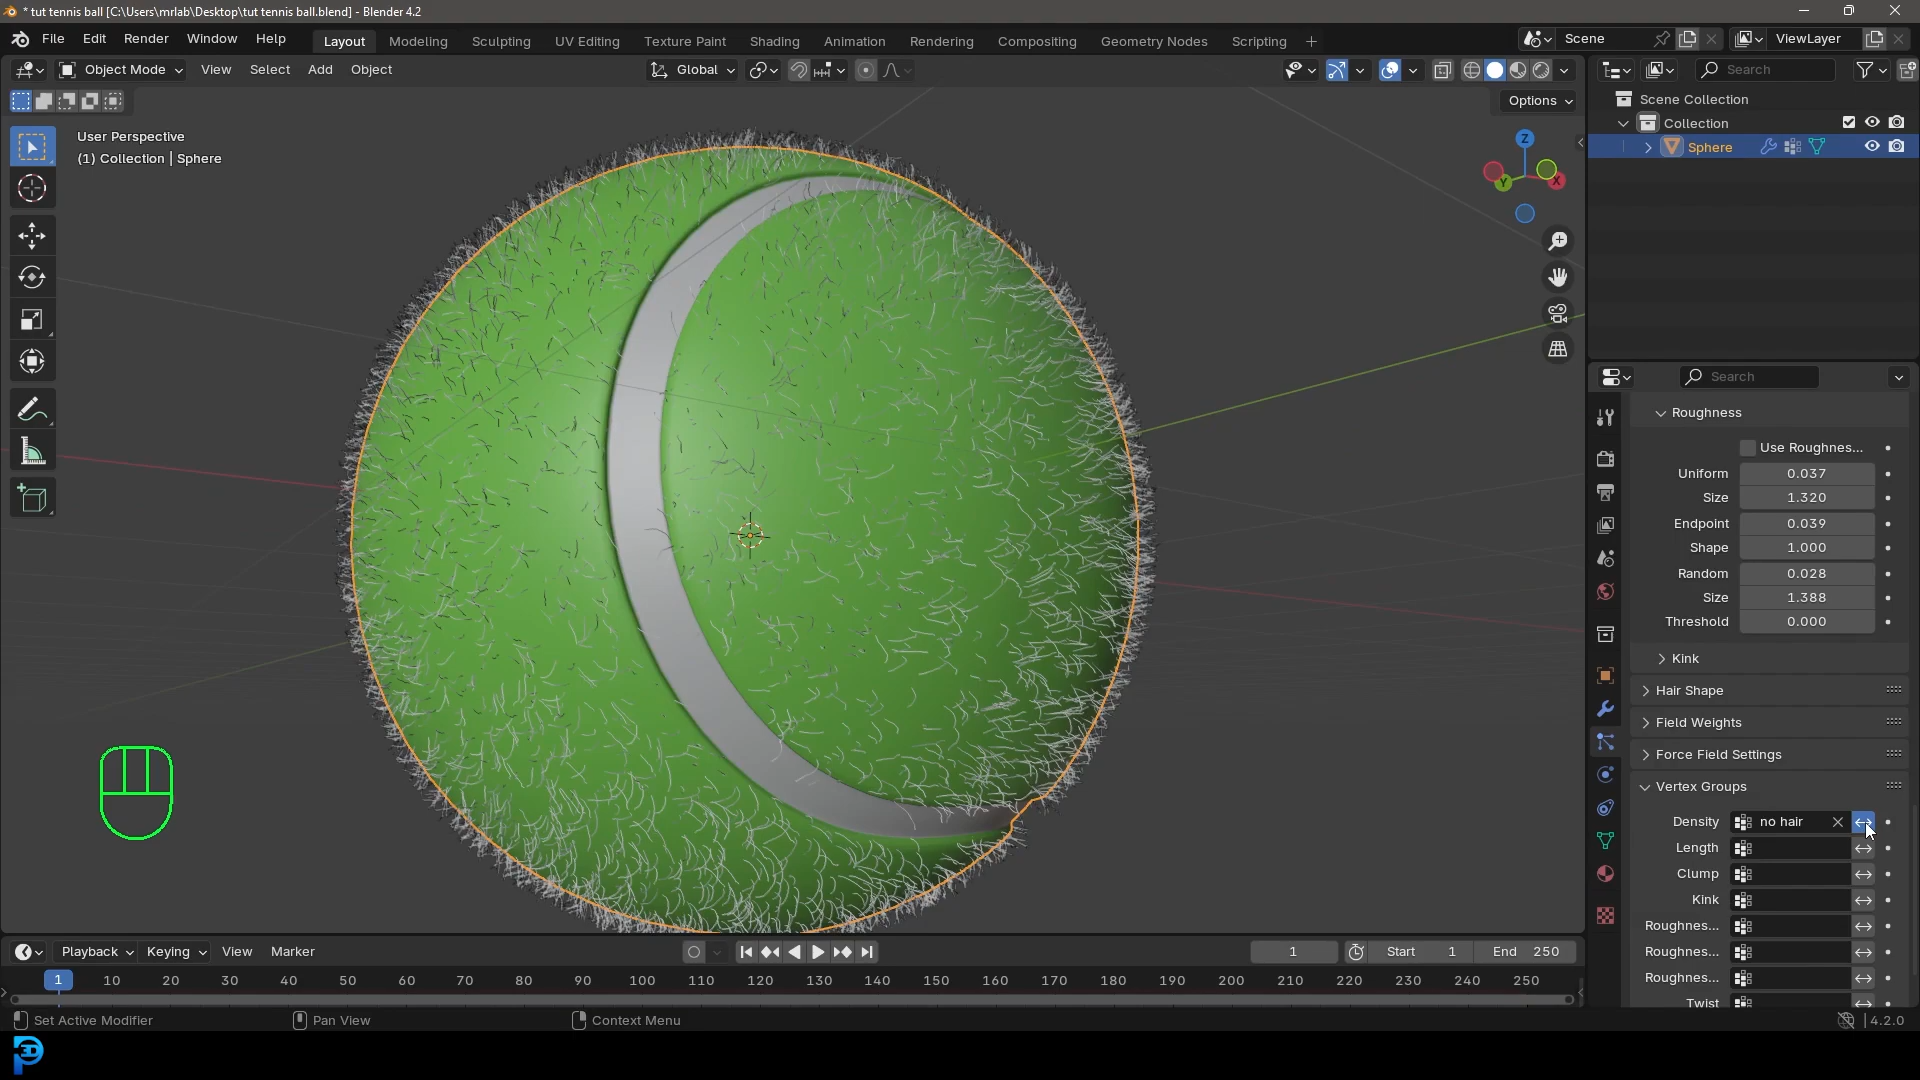 * tut tennis ball [C:\Users\mrlab\Desktop\tut tennis ball.blend] - Blender 4.2
File Edit Render Window Help
Layout Modeling Sculpting UV Editing Texture Paint Shading Animation Rendering Compositing Geometry Nodes Scripting
Scene
ViewLayer
Object Mode View Select Add Object
Global
Search
Options
User Perspective
(1) Collection | Sphere
Z
Y
X
Scene Collection
Collection
Sphere
Search
Roughness
Use Roughnes...
Uniform 0.037
Size 1.320
Endpoint 0.039
Shape 1.000
Random 0.028
Size 1.388
Threshold 0.000
Kink
Hair Shape
Field Weights
Force Field Settings
Vertex Groups
Density no hair
Length
Clump
Kink
Roughnes...
Roughnes...
Roughnes...
Twist
Playback Keying View Marker
1
Start 1
End 250
1 10 20 30 40 50 60 70 80 90 100 110 120 130 140 150 160 170 180 190 200 210 220 230 240 250
Set Active Modifier
Pan View
Context Menu
4.2.0